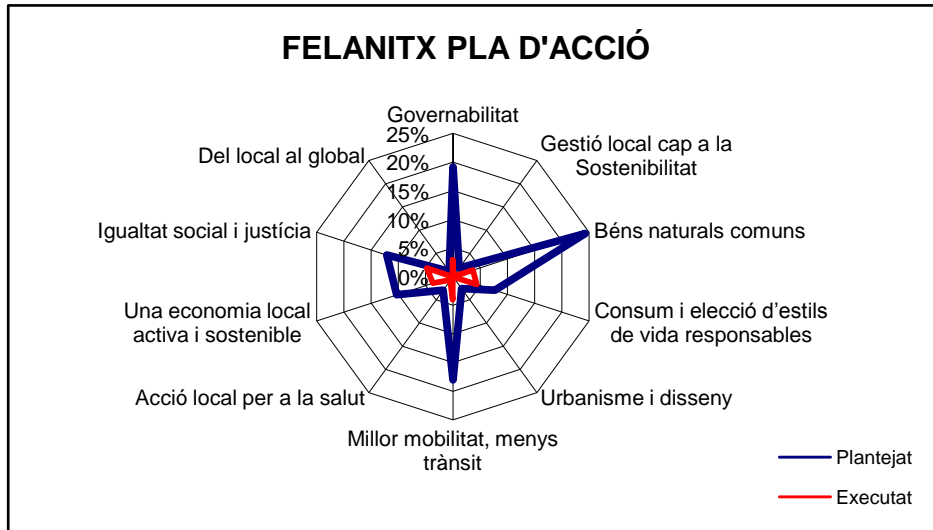 FELANITX PLA D'ACCIÓ
Governabilitat
Gestió local cap a la
Sostenibilitat
Béns naturals comuns
Consum i elecció d’estils
de vida responsables
Urbanisme i disseny
Millor mobilitat, menys
trànsit
Acció local per a la salut
Una economia local
activa i sostenible
Igualtat social i justícia
Del local al global
25%
20%
15%
10%
5%
0%
Plantejat
Executat